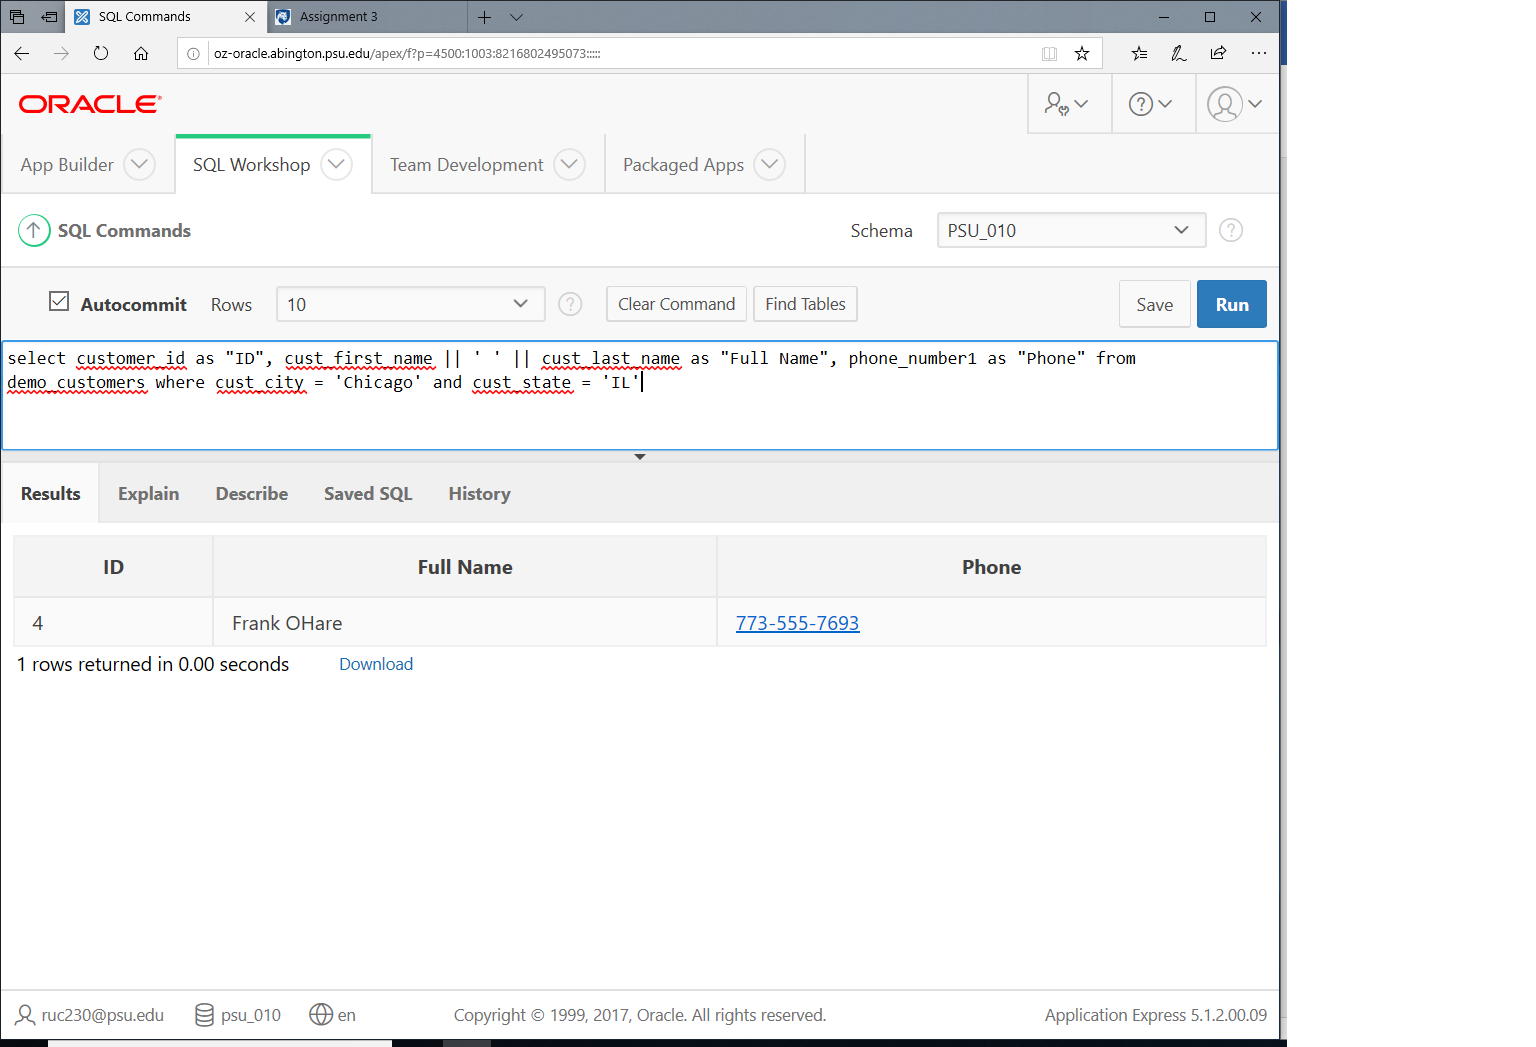 SQL Commands
Assignment 3
oz-oracle.abington.psu.edu/apex/f?p=4500:1003:8216802495073:::::
ORACLE
App Builder
SQL Workshop
Team Development
Packaged Apps
SQL Commands
Schema
PSU_010
Autocommit
Rows
10
Clear Command
Find Tables
Save
Run
select customer_id as "ID", cust_first_name || ' ' || cust_last_name as "Full Name", phone_number1 as "Phone" from
demo_customers where cust_city = 'Chicago' and cust_state = 'IL'
Results
Explain
Describe
Saved SQL
History
ID
Full Name
Phone
4
Frank OHare
773-555-7693
1 rows returned in 0.00 seconds
Download
ruc230@psu.edu
psu_010
en
Copyright © 1999, 2017, Oracle. All rights reserved.
Application Express 5.1.2.00.09